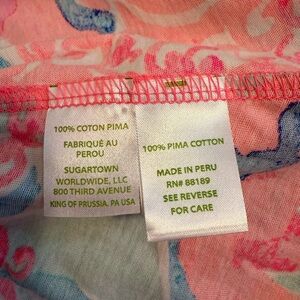 100% COTON PIMA
FABRIQUÉ AU
PEROU
SUGARTOWN
WORLDWIDE, LLC
800 THIRD AVENUE
KING OF PRUSSIA, PA USA
100% PIMA COTTON
MADE IN PERU
RN# 88189
SEE REVERSE
FOR CARE